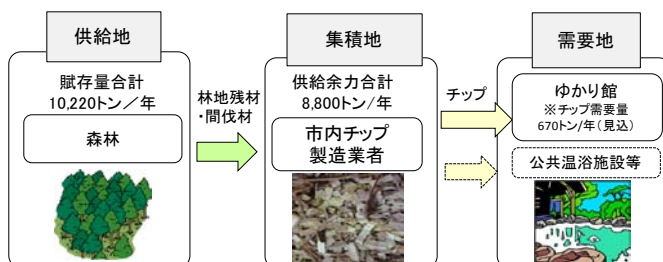 供給地
賦存量合計
10,220トン／年
森林
林地残材
・間伐材
集積地
供給余力合計
8,800トン/年
市内チップ
製造業者
チップ
需要地
ゆかり館
※チップ需要量
670トン/年(見込)
公共温浴施設等